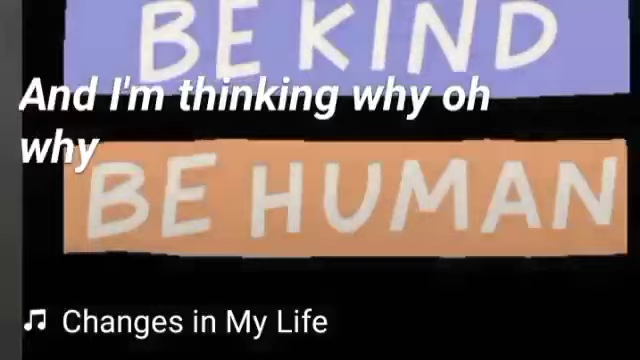 BE KIND
And I'm thinking why oh
why
BE HUMAN
♫ Changes in My Life